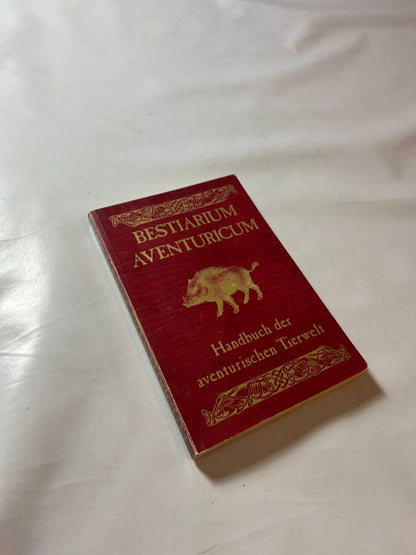 BESTIARIUM
AVENTURICUM
Handbuch der
aventurischen Tierwelt